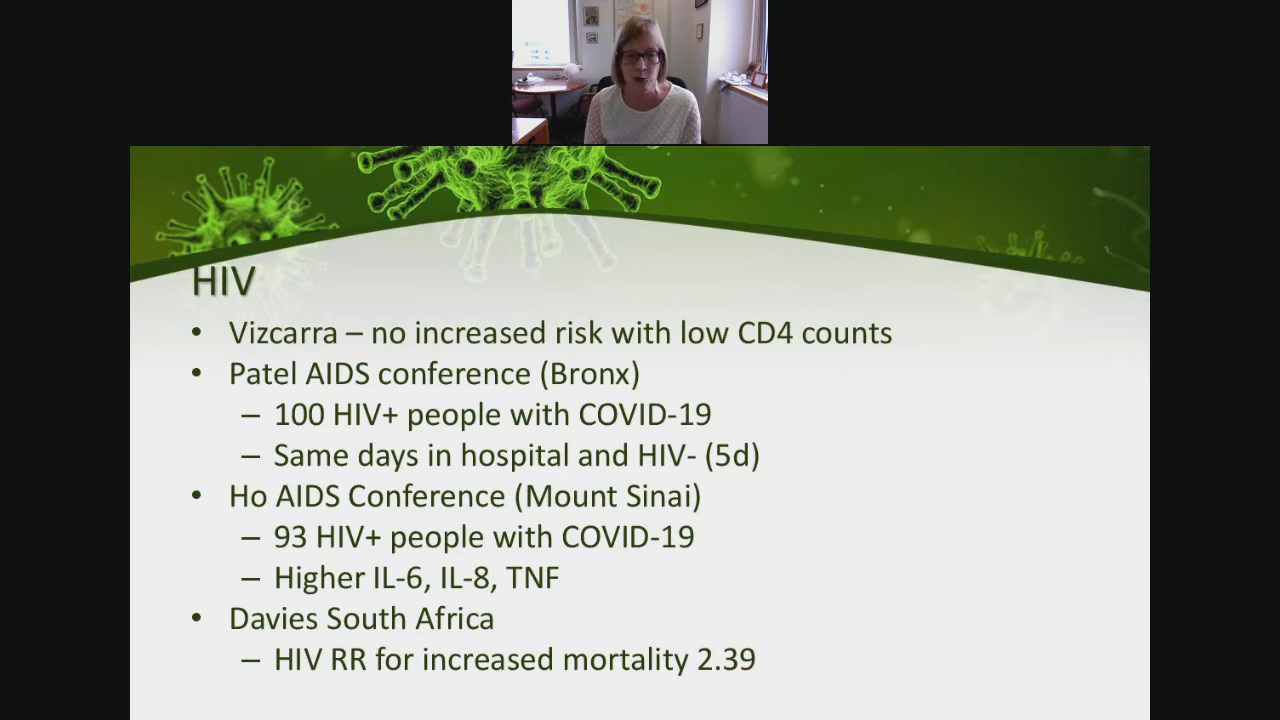 HIV
• Vizcarra – no increased risk with low CD4 counts
• Patel AIDS conference (Bronx)
– 100 HIV+ people with COVID-19
– Same days in hospital and HIV- (5d)
• Ho AIDS Conference (Mount Sinai)
– 93 HIV+ people with COVID-19
– Higher IL-6, IL-8, TNF
• Davies South Africa
– HIV RR for increased mortality 2.39